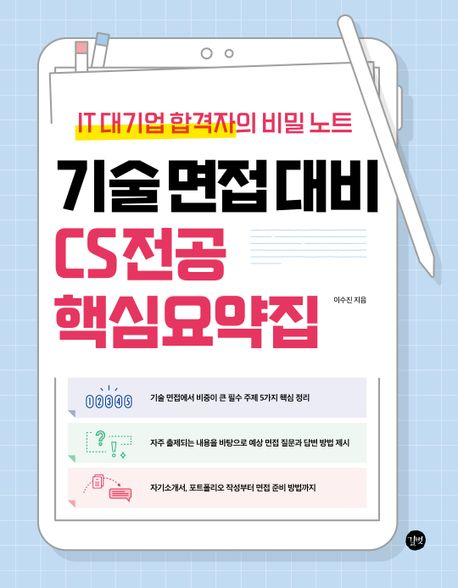 IT 대기업 합격자의 비밀 노트
기술 면접 대비
CS 전공
핵심요약집
이수진 지음
12345
기술 면접에서 비중이 큰 필수 주제 5가지 핵심 정리
?
!
자주 출제되는 내용을 바탕으로 예상 면접 질문과 답변 방법 제시
자기소개서, 포트폴리오 작성부터 면접 준비 방법까지
길벗